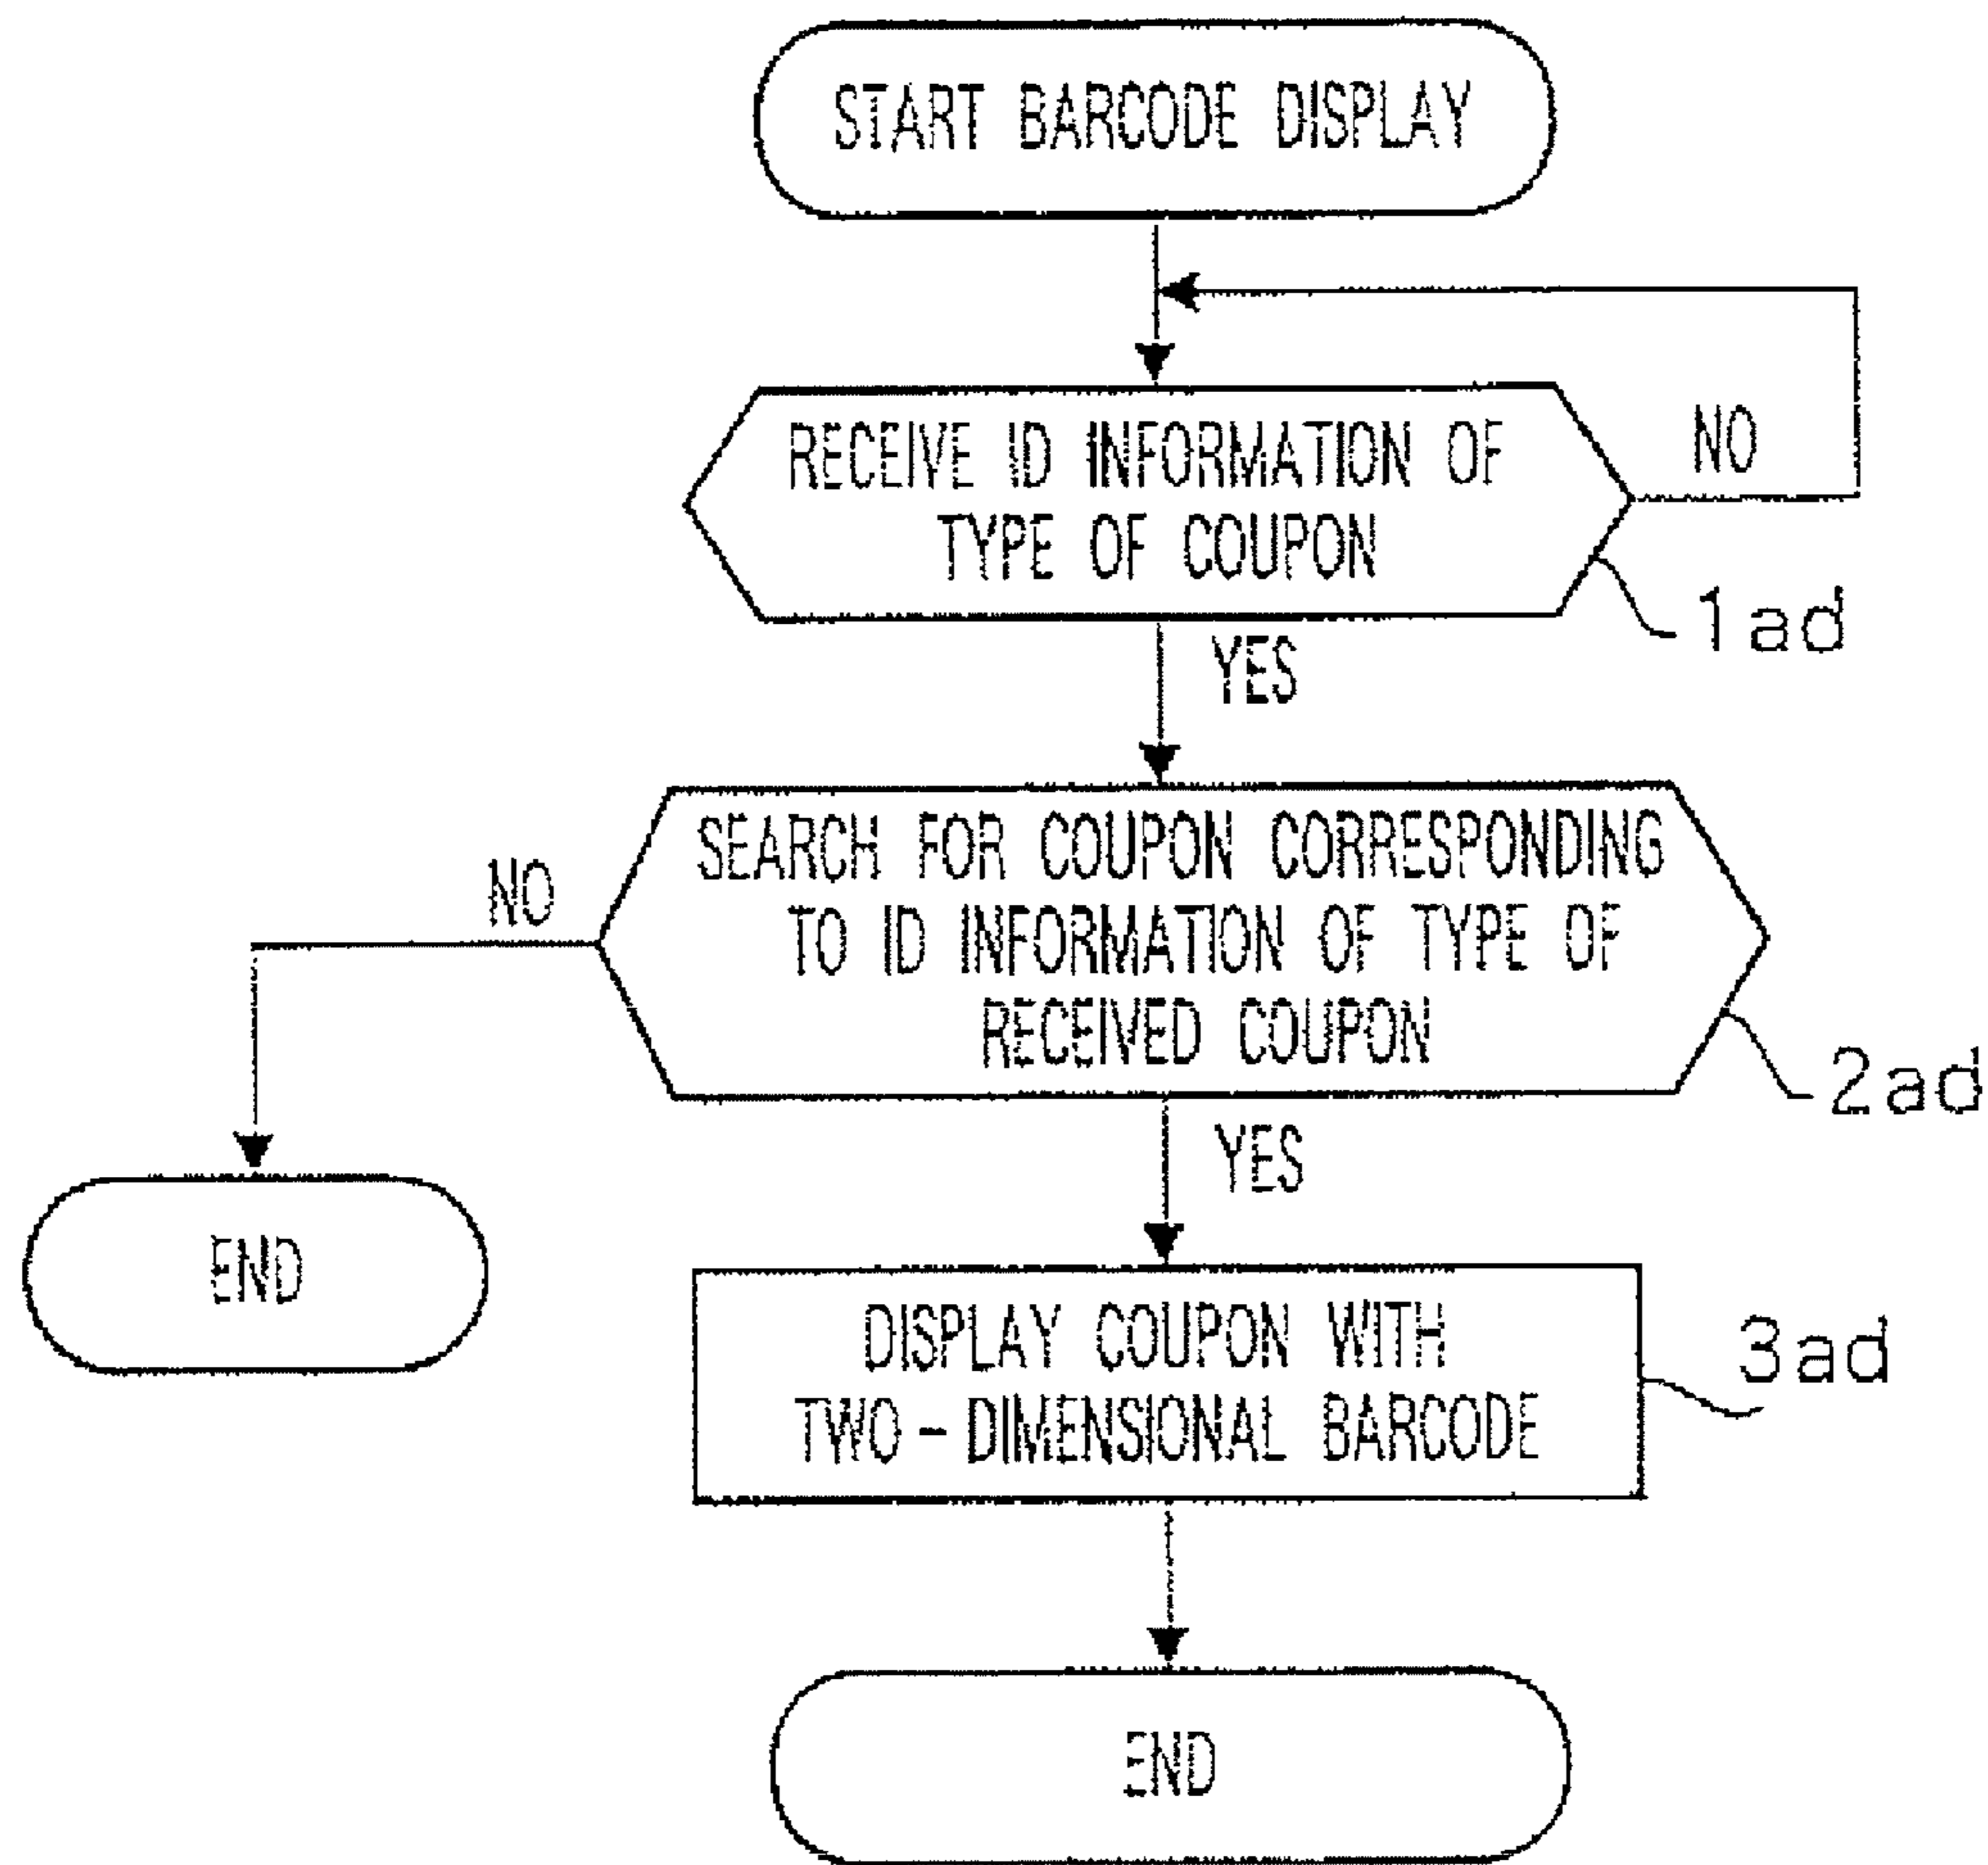 START BARCODE DISPLAY
RECEIVE ID INFORMATION OF
TYPE OF COUPON
NO
1ad
YES
SEARCH FOR COUPON CORRESPONDING
TO ID INFORMATION OF TYPE OF
RECEIVED COUPON
NO
2ad
YES
END
DISPLAY COUPON WITH
TWO-DIMENSIONAL BARCODE
3ad
END